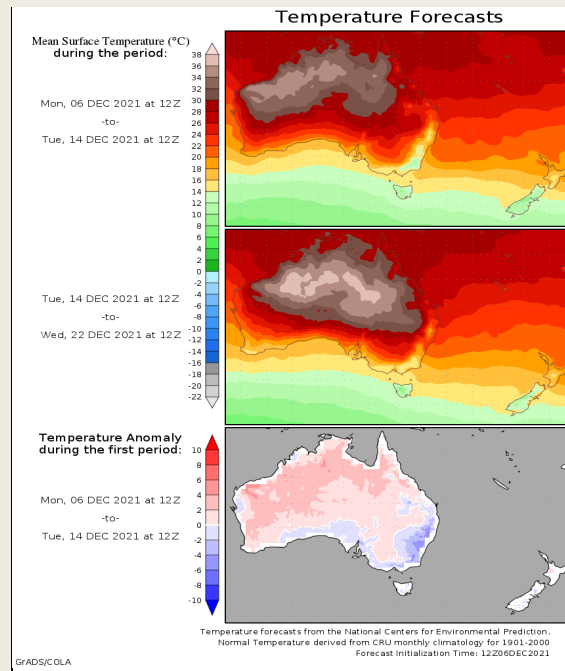 Temperature Forecasts
Mean Surface Temperature (°C)
during the period:
Mon, 06 DEC 2021 at 12Z
-to-
Tue, 14 DEC 2021 at 12Z
38
36
34
32
30
28
26
24
22
20
18
16
14
12
10
8
6
4
2
-2
-4
-6
-8
-10
-12
-14
-16
-18
-20
-22
Tue, 14 DEC 2021 at 12Z
-to-
Wed, 22 DEC 2021 at 12Z
Temperature Anomaly
during the first period:
Mon, 06 DEC 2021 at 12Z
-to-
Tue, 14 DEC 2021 at 12Z
10
8
6
4
2
0
-2
-4
-6
-8
-10
Temperature forecasts from the National Centers for Environmental Prediction.
Normal Temperature derived from CRU monthly climatology for 1901-2000
Forecast Initialization Time: 12Z06DEC2021
GrADS/COLA